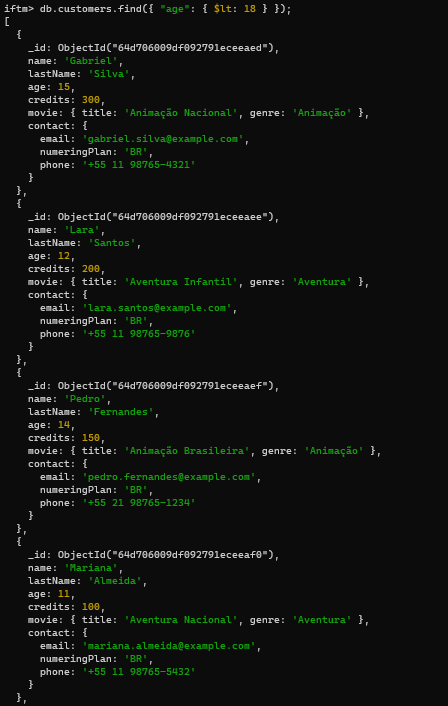 iftm> db.customers.find({ "age": { $lt: 18 } });
[
  {
    _id: ObjectId("64d706009df092791eceeaed"),
    name: 'Gabriel',
    lastName: 'Silva',
    age: 15,
    credits: 300,
    movie: { title: 'Animação Nacional', genre: 'Animação' },
    contact: {
      email: 'gabriel.silva@example.com',
      numeringPlan: 'BR',
      phone: '+55 11 98765-4321'
    }
  },
  {
    _id: ObjectId("64d706009df092791eceeaee"),
    name: 'Lara',
    lastName: 'Santos',
    age: 12,
    credits: 200,
    movie: { title: 'Aventura Infantil', genre: 'Aventura' },
    contact: {
      email: 'lara.santos@example.com',
      numeringPlan: 'BR',
      phone: '+55 11 98765-9876'
    }
  },
  {
    _id: ObjectId("64d706009df092791eceeaef"),
    name: 'Pedro',
    lastName: 'Fernandes',
    age: 14,
    credits: 150,
    movie: { title: 'Animação Brasileira', genre: 'Animação' },
    contact: {
      email: 'pedro.fernandes@example.com',
      numeringPlan: 'BR',
      phone: '+55 21 98765-1234'
    }
  },
  {
    _id: ObjectId("64d706009df092791eceeaf0"),
    name: 'Mariana',
    lastName: 'Almeida',
    age: 11,
    credits: 100,
    movie: { title: 'Aventura Nacional', genre: 'Aventura' },
    contact: {
      email: 'mariana.almeida@example.com',
      numeringPlan: 'BR',
      phone: '+55 11 98765-5432'
    }
  },